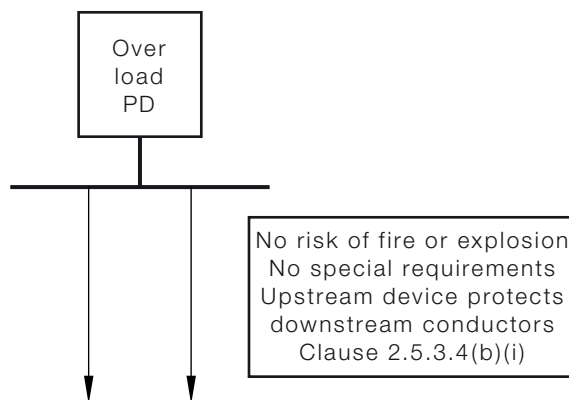 Over
load
PD
No risk of fire or explosion
No special requirements
Upstream device protects
downstream conductors
Clause 2.5.3.4(b)(i)